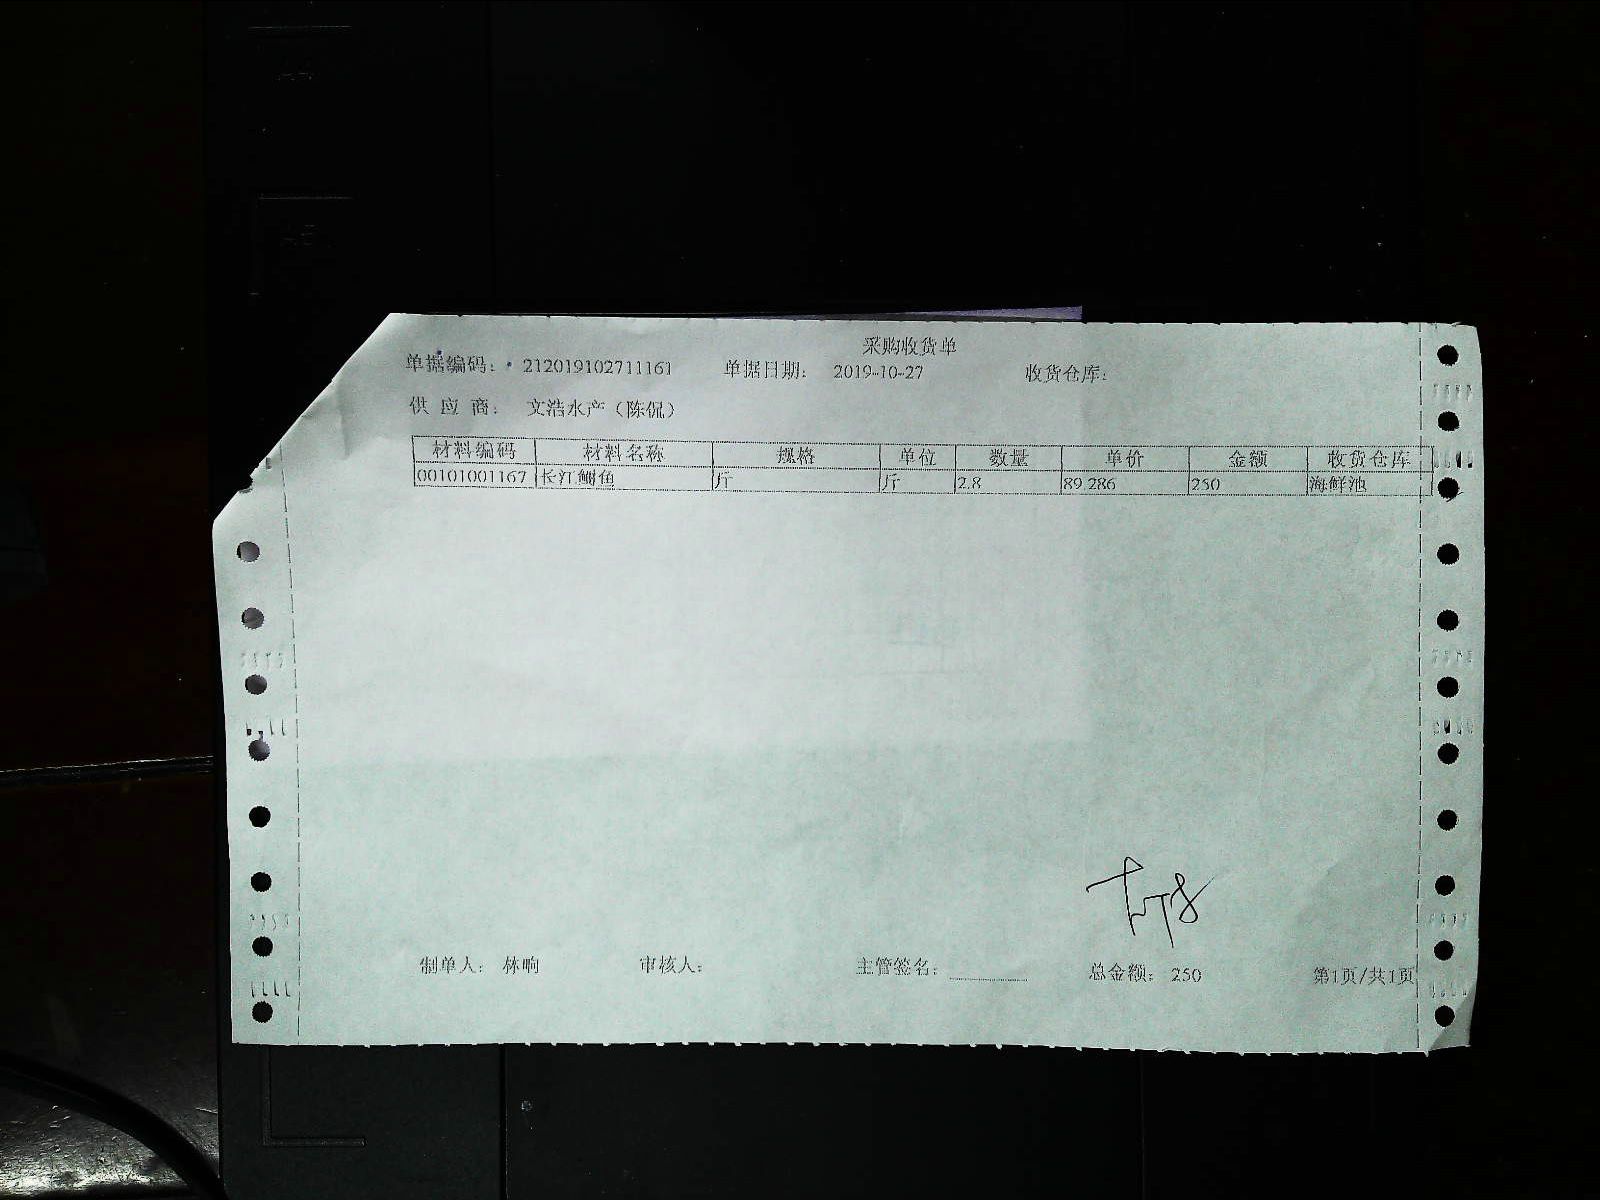 采购收货单
单据编码: 212019102711161 单据日期: 2019-10-27 收货仓库:
供 应 商: 文浩水产（陈侃）
材料编码 材料名称 规格 单位 数量 单价 金额 收货仓库
00101001167 长江鮰鱼 斤 斤 2.8 89.286 250 海鲜池
制单人: 林响 审核人: 主管签名: 总金额: 250 第1页/共1页